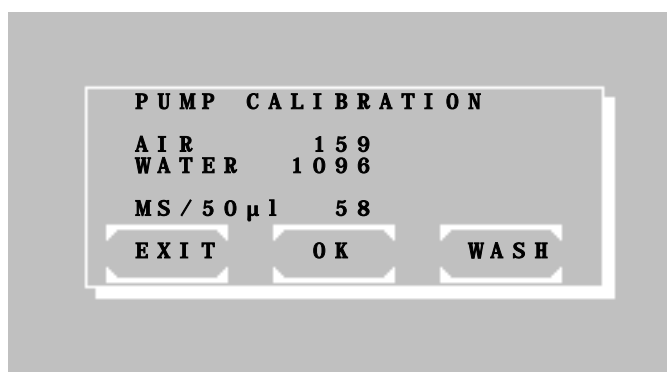 PUMP CALIBRATION
AIR 159
WATER 1096
MS/50µl 58
EXIT OK WASH